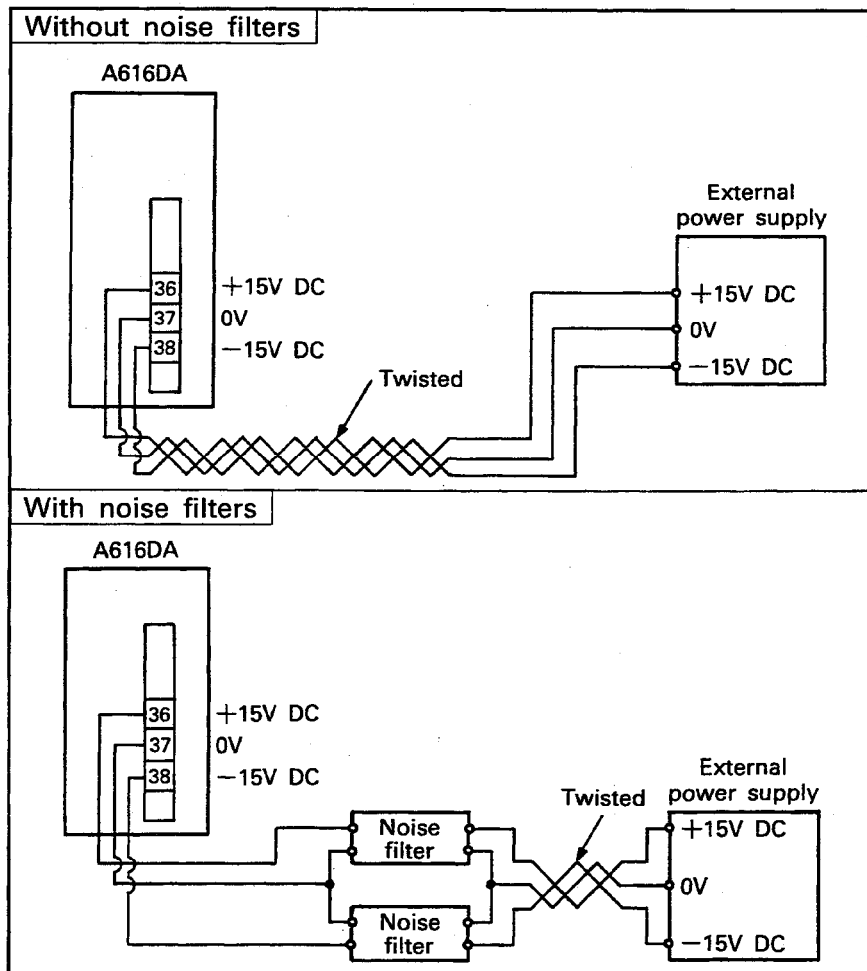 Without noise filters
A616DA
External
power supply
36
+15V DC
37
0V
38
−15V DC
+15V DC
0V
−15V DC
Twisted
With noise filters
A616DA
36
+15V DC
37
0V
38
−15V DC
External
power supply
Twisted
Noise
filter
Noise
filter
+15V DC
0V
−15V DC